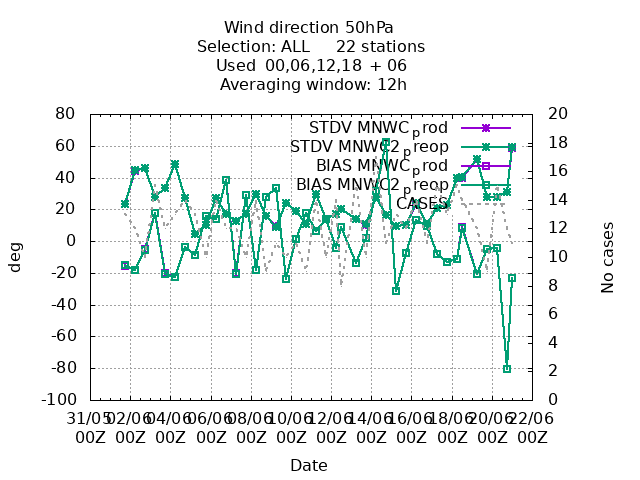 Wind direction 50hPa
Selection: ALL 22 stations
Used 00,06,12,18 + 06
Averaging window: 12h
STDV MNWCprod
STDV MNWC2preop
BIAS MNWCprod
BIAS MNWC2preop
CASES
80
60
40
20
0
-20
-40
-60
-80
-100
deg
20
18
16
14
12
10
8
6
4
2
0
No cases
31/05 02/06 04/06 06/06 08/06 10/06 12/06 14/06 16/06 18/06 20/06 22/06
00Z 00Z 00Z 00Z 00Z 00Z 00Z 00Z 00Z 00Z 00Z 00Z
Date